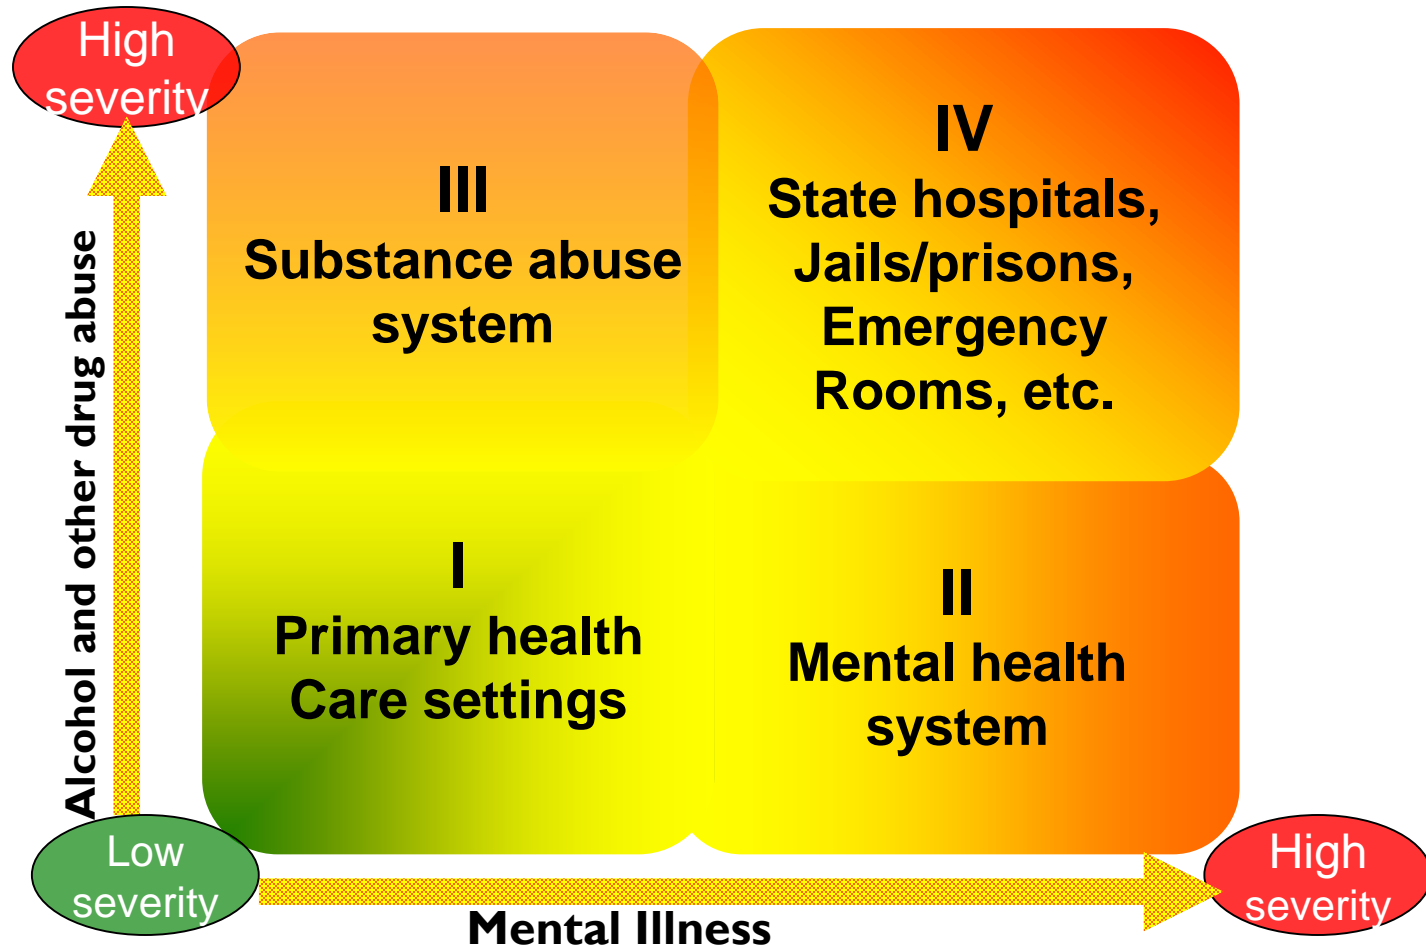 High
severity
III
Substance abuse
system
IV
State hospitals,
Jails/prisons,
Emergency
Rooms, etc.
Alcohol and other drug abuse
I
Primary health
Care settings
II
Mental health
system
Low
severity
Mental Illness
High
severity